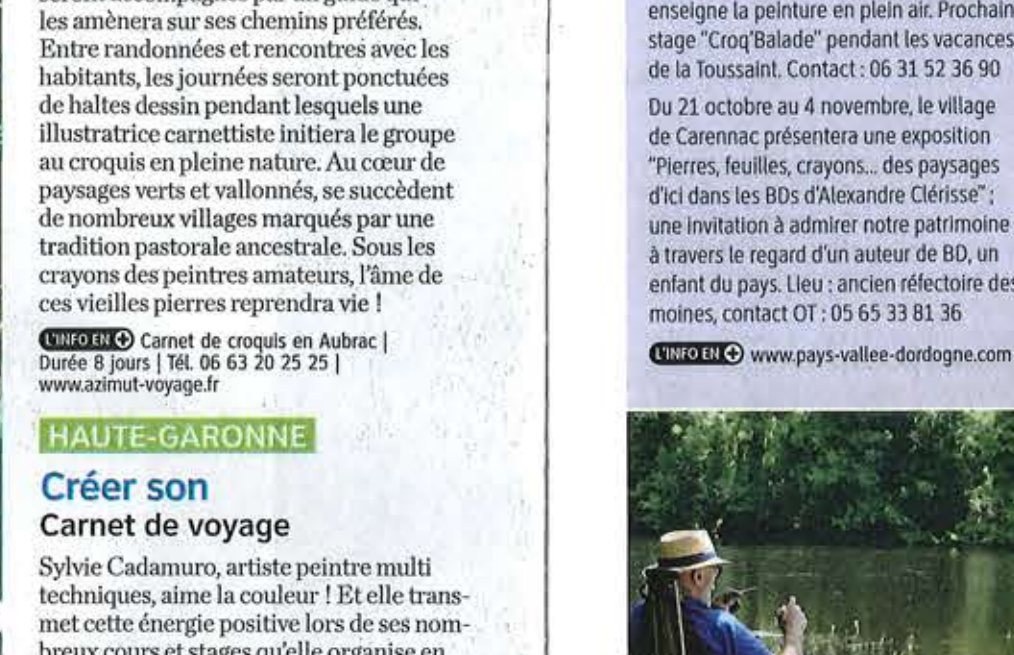 les amènera sur ses chemins préférés.
Entre randonnées et rencontres avec les
habitants, les journées seront ponctuées
de haltes dessin pendant lesquels une
illustratrice carnettiste initiera le groupe
au croquis en pleine nature. Au cœur de
paysages verts et vallonnés, se succèdent
de nombreux villages marqués par une
tradition pastorale ancestrale. Sous les
crayons des peintres amateurs, l'âme de
ces vieilles pierres reprendra vie !
L'INFO EN + Carnet de croquis en Aubrac |
Durée 8 jours | Tél. 06 63 20 25 25 |
www.azimut-voyage.fr
HAUTE-GARONNE
Créer son
Carnet de voyage
Sylvie Cadamuro, artiste peintre multi
techniques, aime la couleur ! Et elle trans-
met cette énergie positive lors de ses nom-
breux cours et stages qu'elle organise en
enseigne la peinture en plein air. Prochain
stage "Croq'Balade" pendant les vacances
de la Toussaint. Contact : 06 31 52 36 90
Du 21 octobre au 4 novembre, le village
de Carennac présentera une exposition
"Pierres, feuilles, crayons... des paysages
d'ici dans les BDs d'Alexandre Clérisse" ;
une invitation à admirer notre patrimoine
à travers le regard d'un auteur de BD, un
enfant du pays. Lieu : ancien réfectoire des
moines, contact OT : 05 65 33 81 36
L'INFO EN + www.pays-vallee-dordogne.com